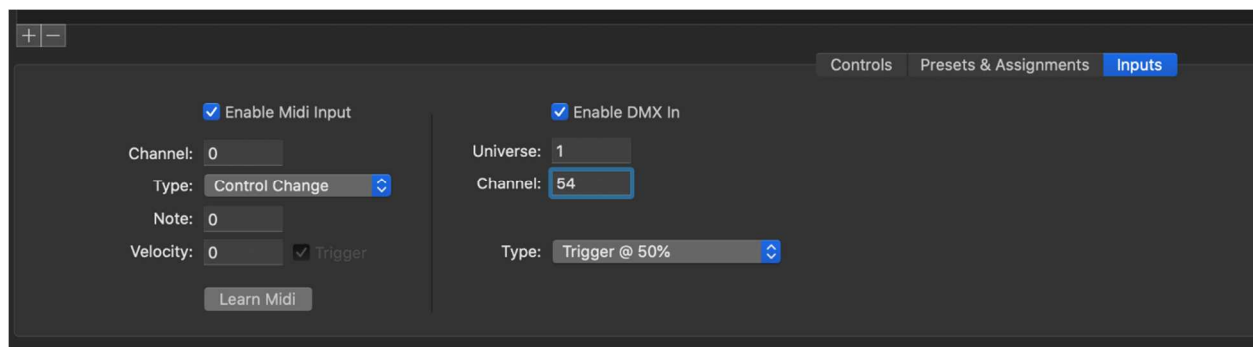 + −
Controls Presets & Assignments Inputs
Enable Midi Input
Channel: 0
Type: Control Change
Note: 0
Velocity: 0 Trigger
Learn Midi
Enable DMX In
Universe: 1
Channel: 54
Type: Trigger @ 50%